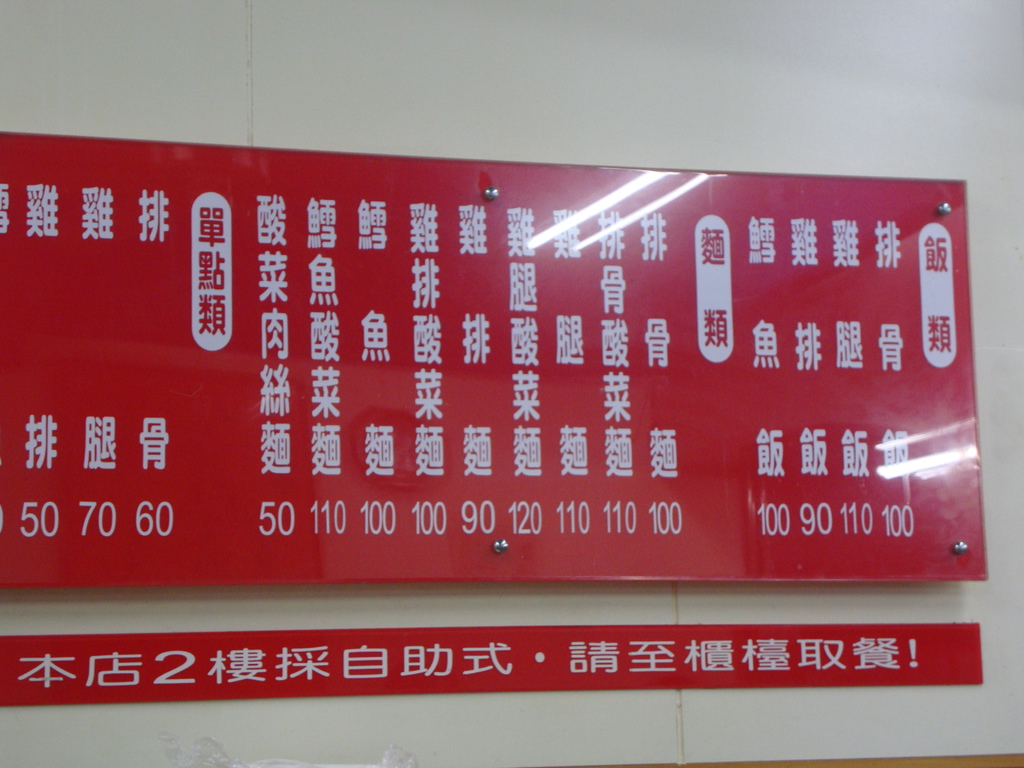 飯類
排骨飯 100
雞腿飯 110
雞排飯 90
鱈魚飯 100
麵類
排骨麵 100
排骨酸菜麵 110
雞腿麵 110
雞腿酸菜麵 120
雞排麵 90
雞排酸菜麵 100
鱈魚麵 100
鱈魚酸菜麵 110
酸菜肉絲麵 50
單點類
排骨 60
雞腿 70
雞排 50
本店2樓採自助式·請至櫃檯取餐!